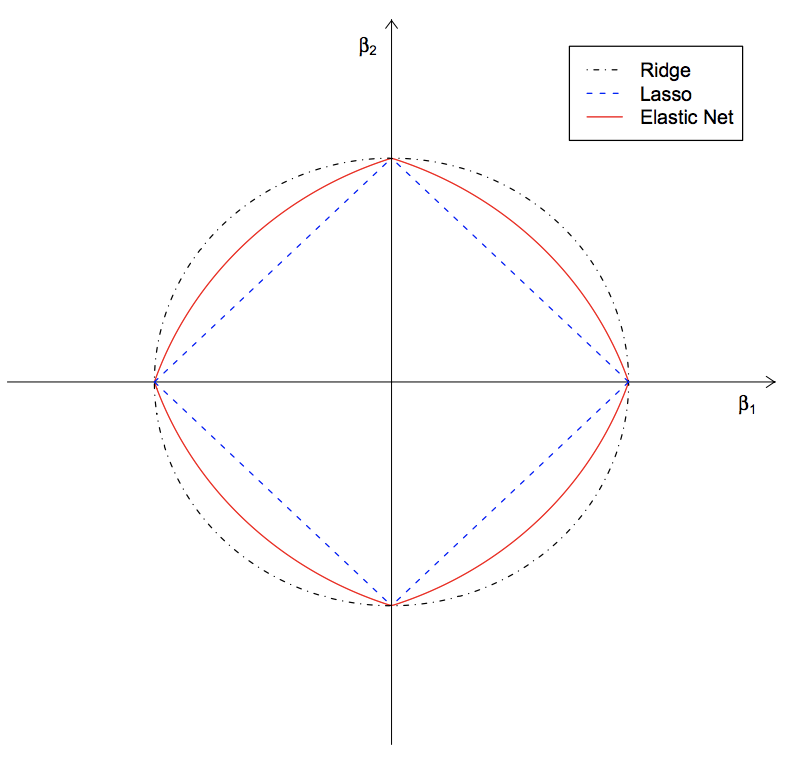 β₂
Ridge
Lasso
Elastic Net
β₁